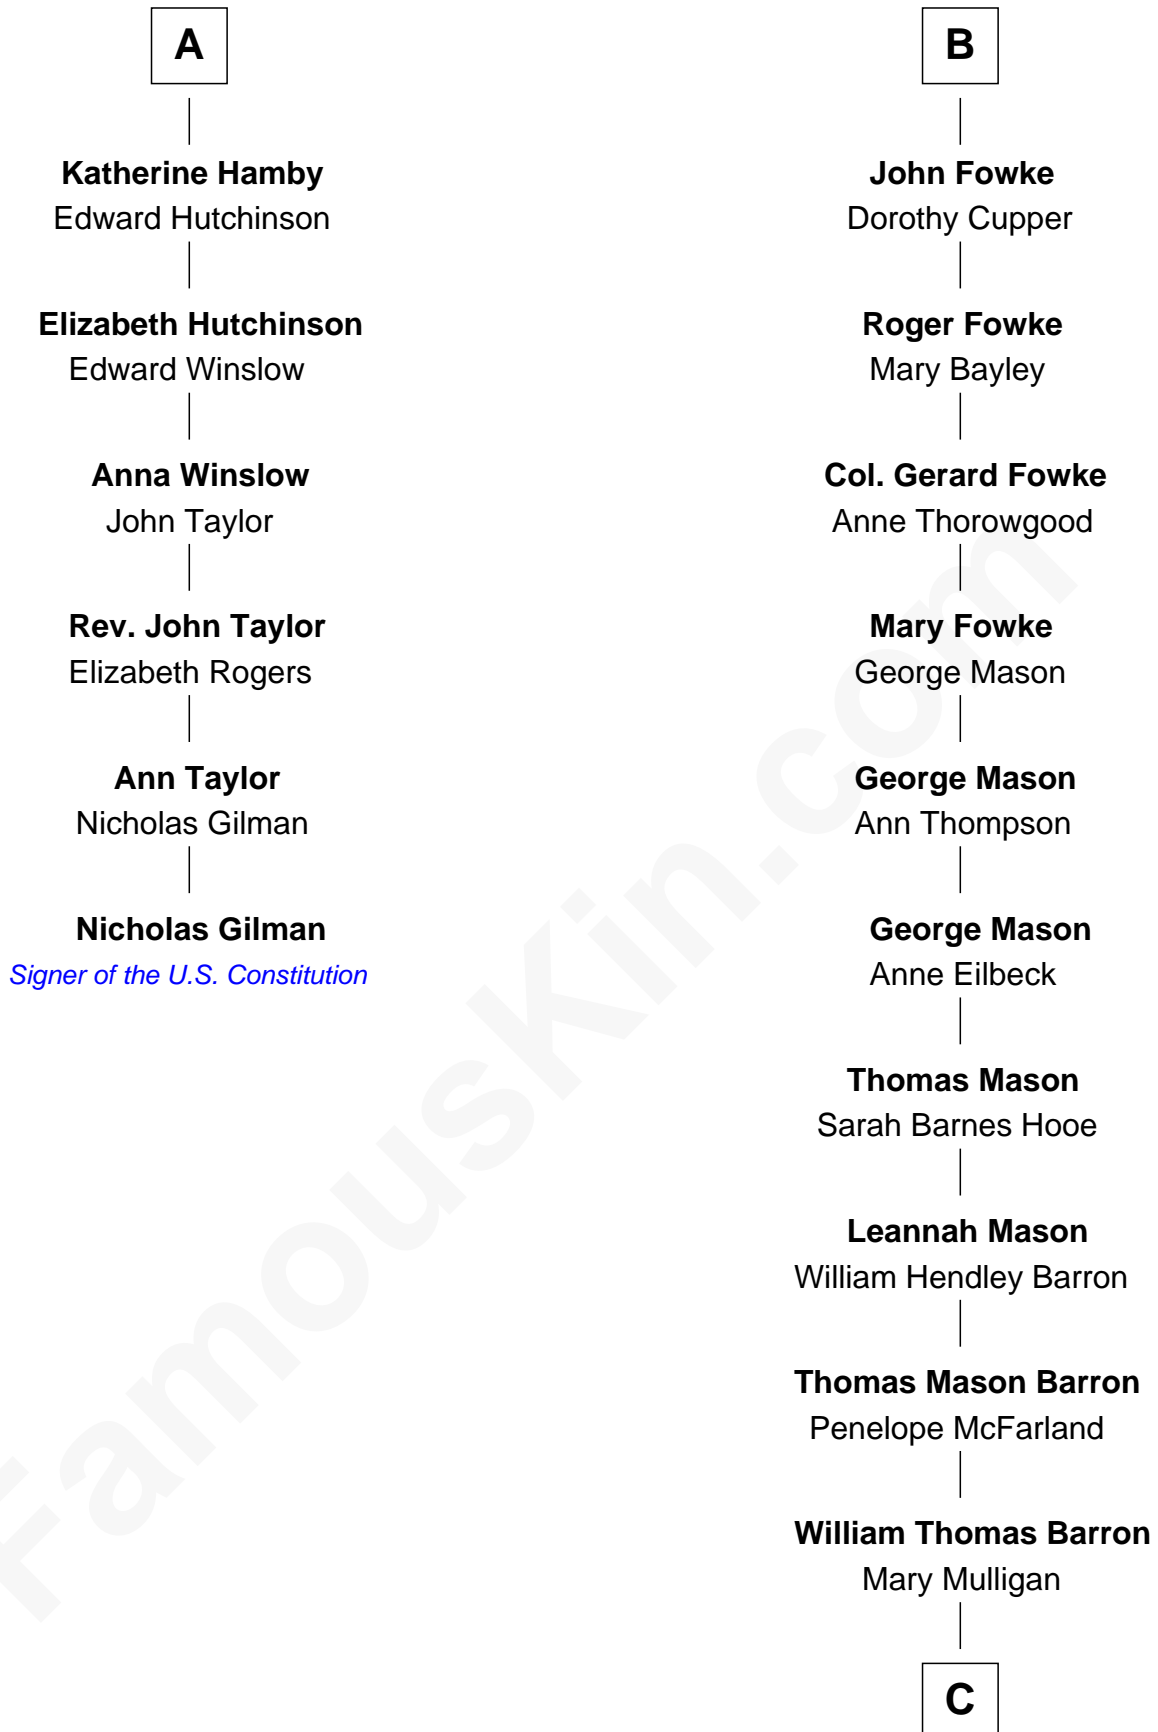 A
Katherine Hamby
Edward Hutchinson
Elizabeth Hutchinson
Edward Winslow
Anna Winslow
John Taylor
Rev. John Taylor
Elizabeth Rogers
Ann Taylor
Nicholas Gilman
Nicholas Gilman
Signer of the U.S. Constitution
B
John Fowke
Dorothy Cupper
Roger Fowke
Mary Bayley
Col. Gerard Fowke
Anne Thorowgood
Mary Fowke
George Mason
George Mason
Ann Thompson
George Mason
Anne Eilbeck
Thomas Mason
Sarah Barnes Hooe
Leannah Mason
William Hendley Barron
Thomas Mason Barron
Penelope McFarland
William Thomas Barron
Mary Mulligan
C
FamousKin.com